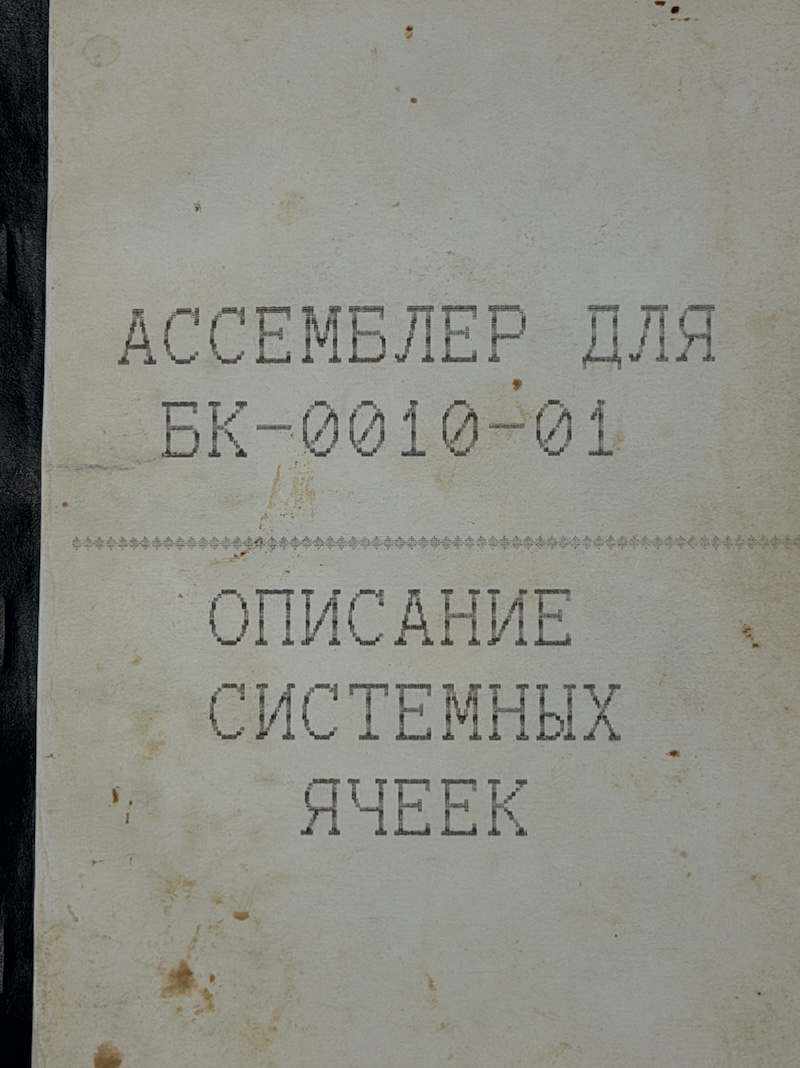 АССЕМБЛЕР ДЛЯ
БК-0010-01
ОПИСАНИЕ
СИСТЕМНЫХ
ЯЧЕЕК